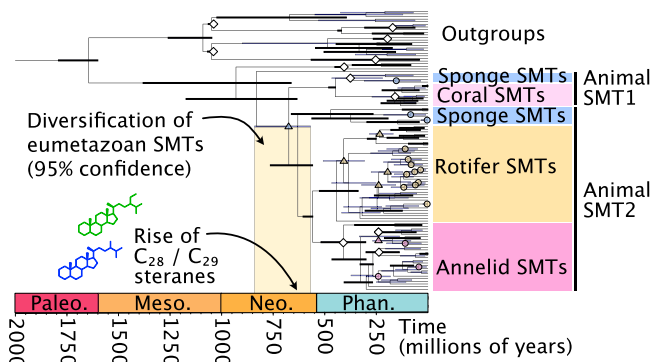 Outgroups
Sponge SMTs
Coral SMTs
Animal
SMT1
Sponge SMTs
Diversification of
eumetazoan SMTs
(95% confidence)
Rotifer SMTs
Animal
SMT2
Rise of
C28 / C29
steranes
Annelid SMTs
Paleo. Meso. Neo. Phan.
2000 1750 1500 1250 1000 750 500 250
Time
(millions of years)